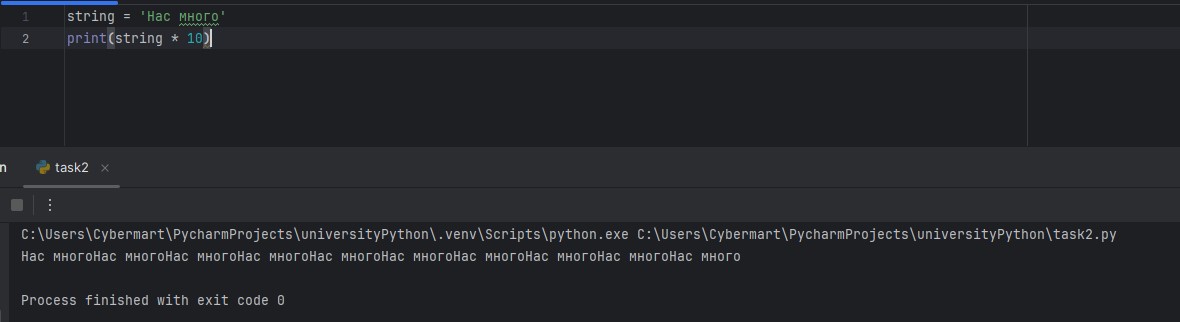 1 string = 'Нас много'
2 print(string * 10)
n task2 ×
C:\Users\Cybermart\PycharmProjects\universityPython\.venv\Scripts\python.exe C:\Users\Cybermart\PycharmProjects\universityPython\task2.py
Нас многоНас многоНас многоНас многоНас многоНас многоНас многоНас многоНас многоНас много
Process finished with exit code 0